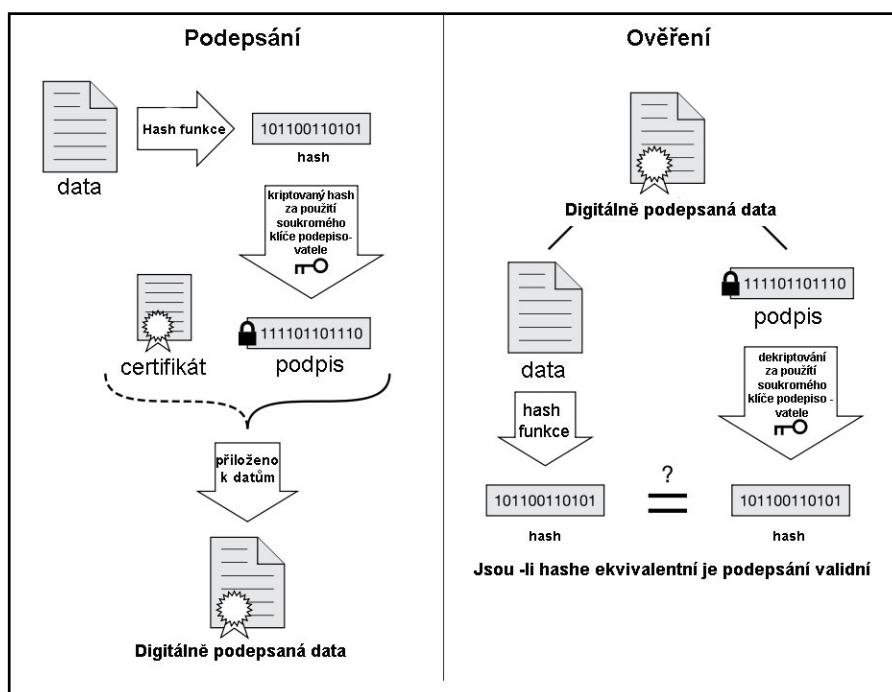 Podepsání
Hash funkce
101100110101
hash
data
kriptovaný hash
za použití
soukromého
klíče podepiso-
vatele
111101101110
certifikát
podpis
přiloženo
k datům
Digitálně podepsaná data
Ověření
Digitálně podepsaná data
111101101110
podpis
data
dekriptování
za použítí
soukromého
klíče podepiso -
vatele
hash
funkce
?
101100110101
101100110101
hash
hash
Jsou -li hashe ekvivalentní je podepsání validní